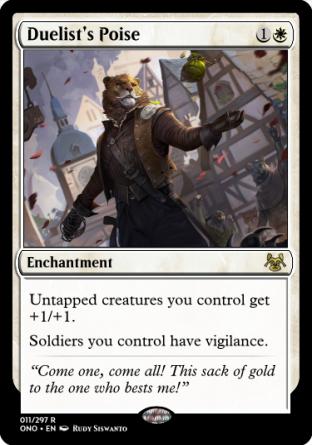 Duelist's Poise 1
Enchantment
Untapped creatures you control get
+1/+1.
Soldiers you control have vigilance.
“Come one, come all! This sack of gold
to the one who bests me!”
011/297 R
ONO • EN Rudy Siswanto